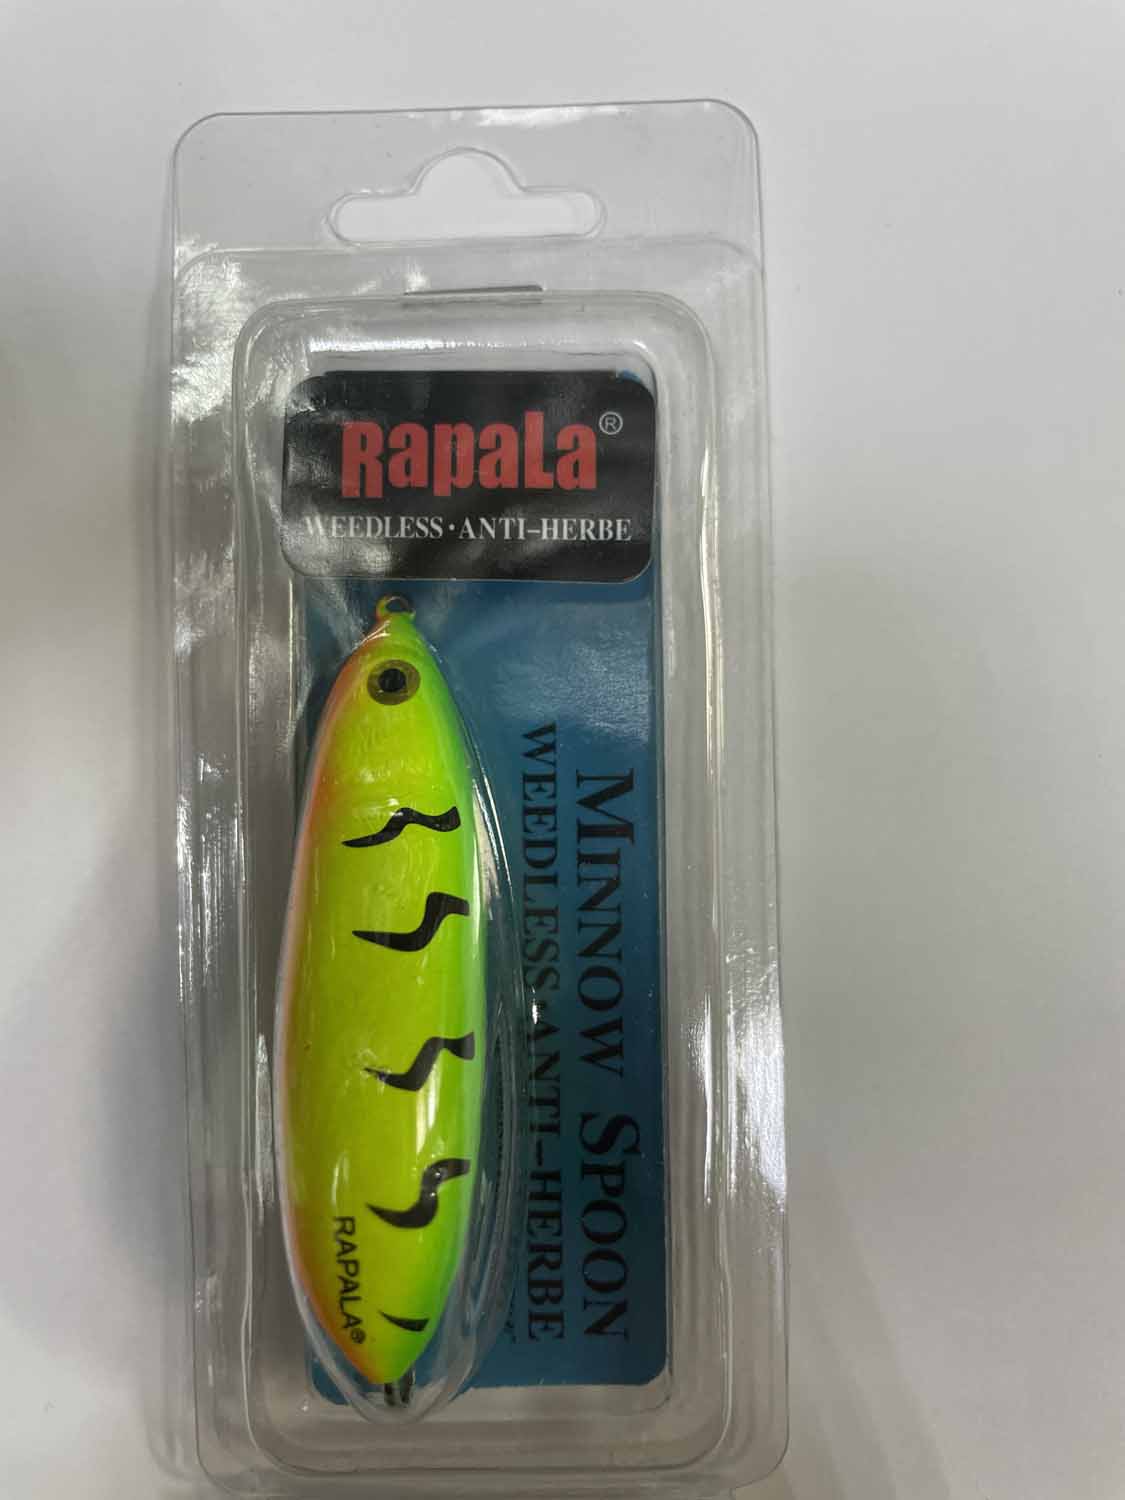 RapaLa®
WEEDLESS·ANTI-HERBE
MINNOW SPOON
WEEDLESS·ANTI-HERBE
RAPALA®